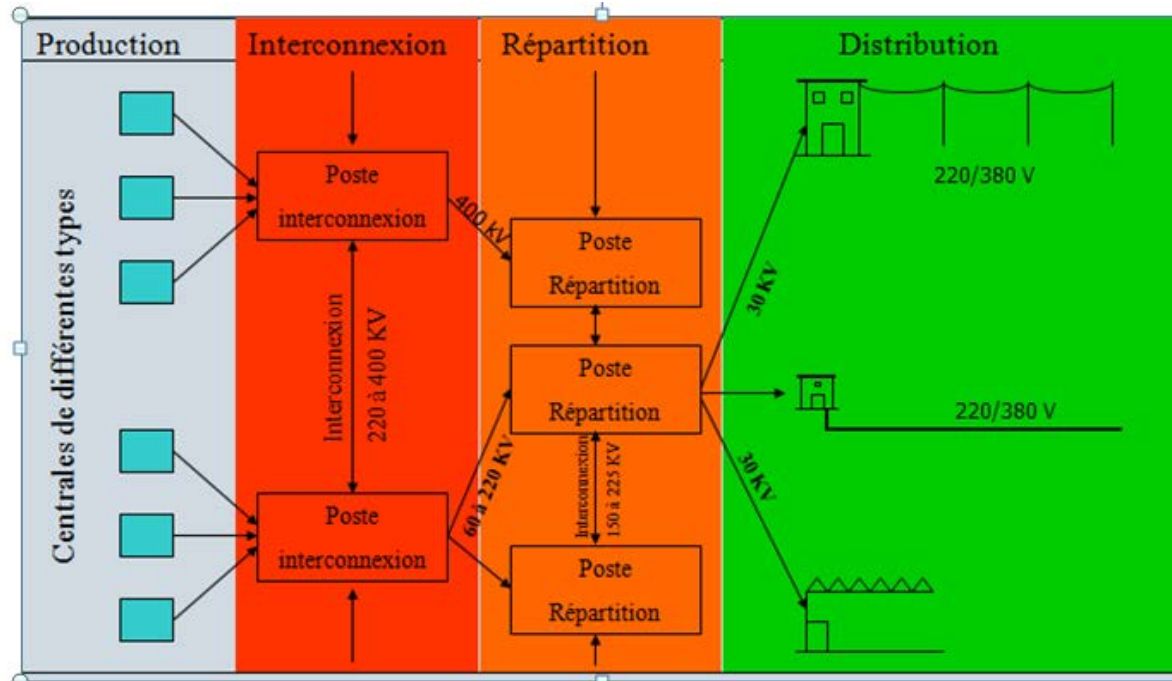 Production
Interconnexion
Répartition
Distribution
Centrales de différentes types
Poste
interconnexion
Interconnexion
220 à 400 KV
Poste
interconnexion
400 KV
60 à 220 KV
Poste
Répartition
Poste
Répartition
Interconnexion
150 à 225 KV
Poste
Répartition
30 KV
30 KV
220/380 V
220/380 V